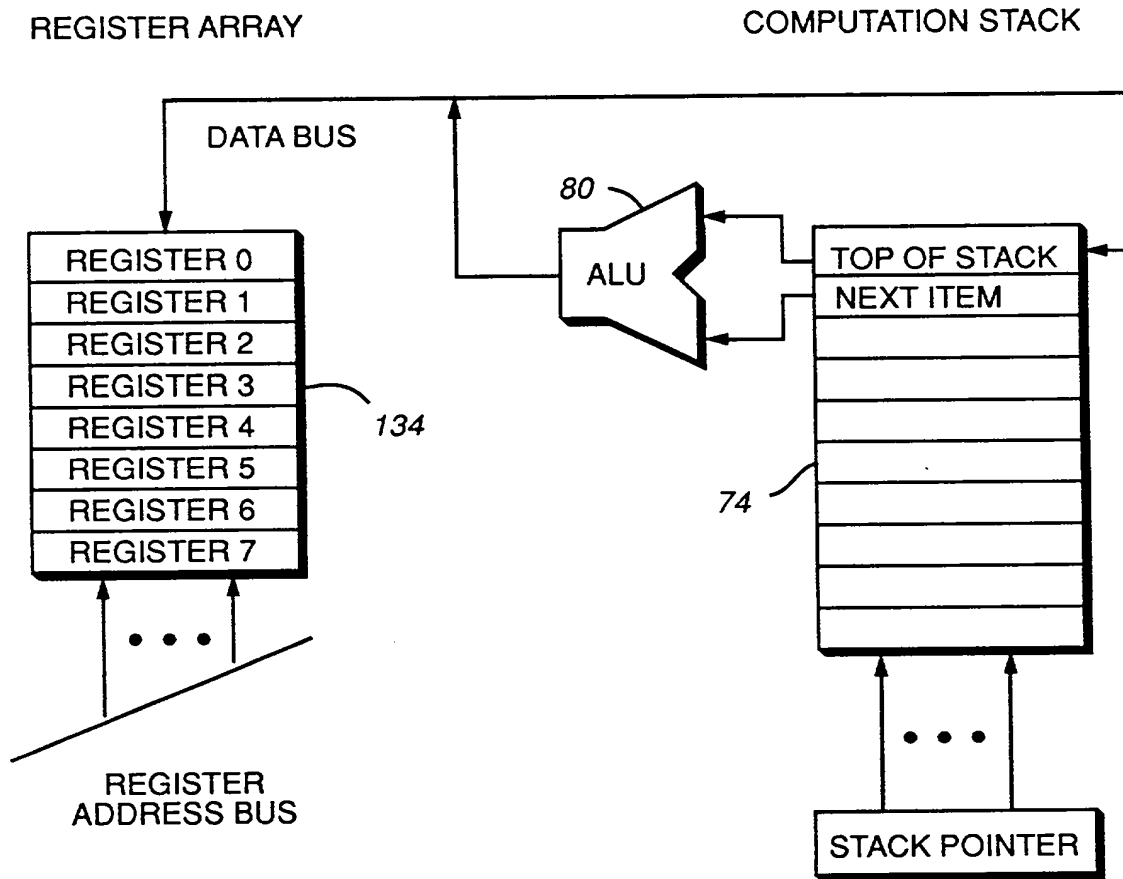 REGISTER ARRAY
COMPUTATION STACK
DATA BUS
80
ALU
TOP OF STACK
NEXT ITEM
REGISTER 0
REGISTER 1
REGISTER 2
REGISTER 3
REGISTER 4
REGISTER 5
REGISTER 6
REGISTER 7
134
74
REGISTER
ADDRESS BUS
STACK POINTER